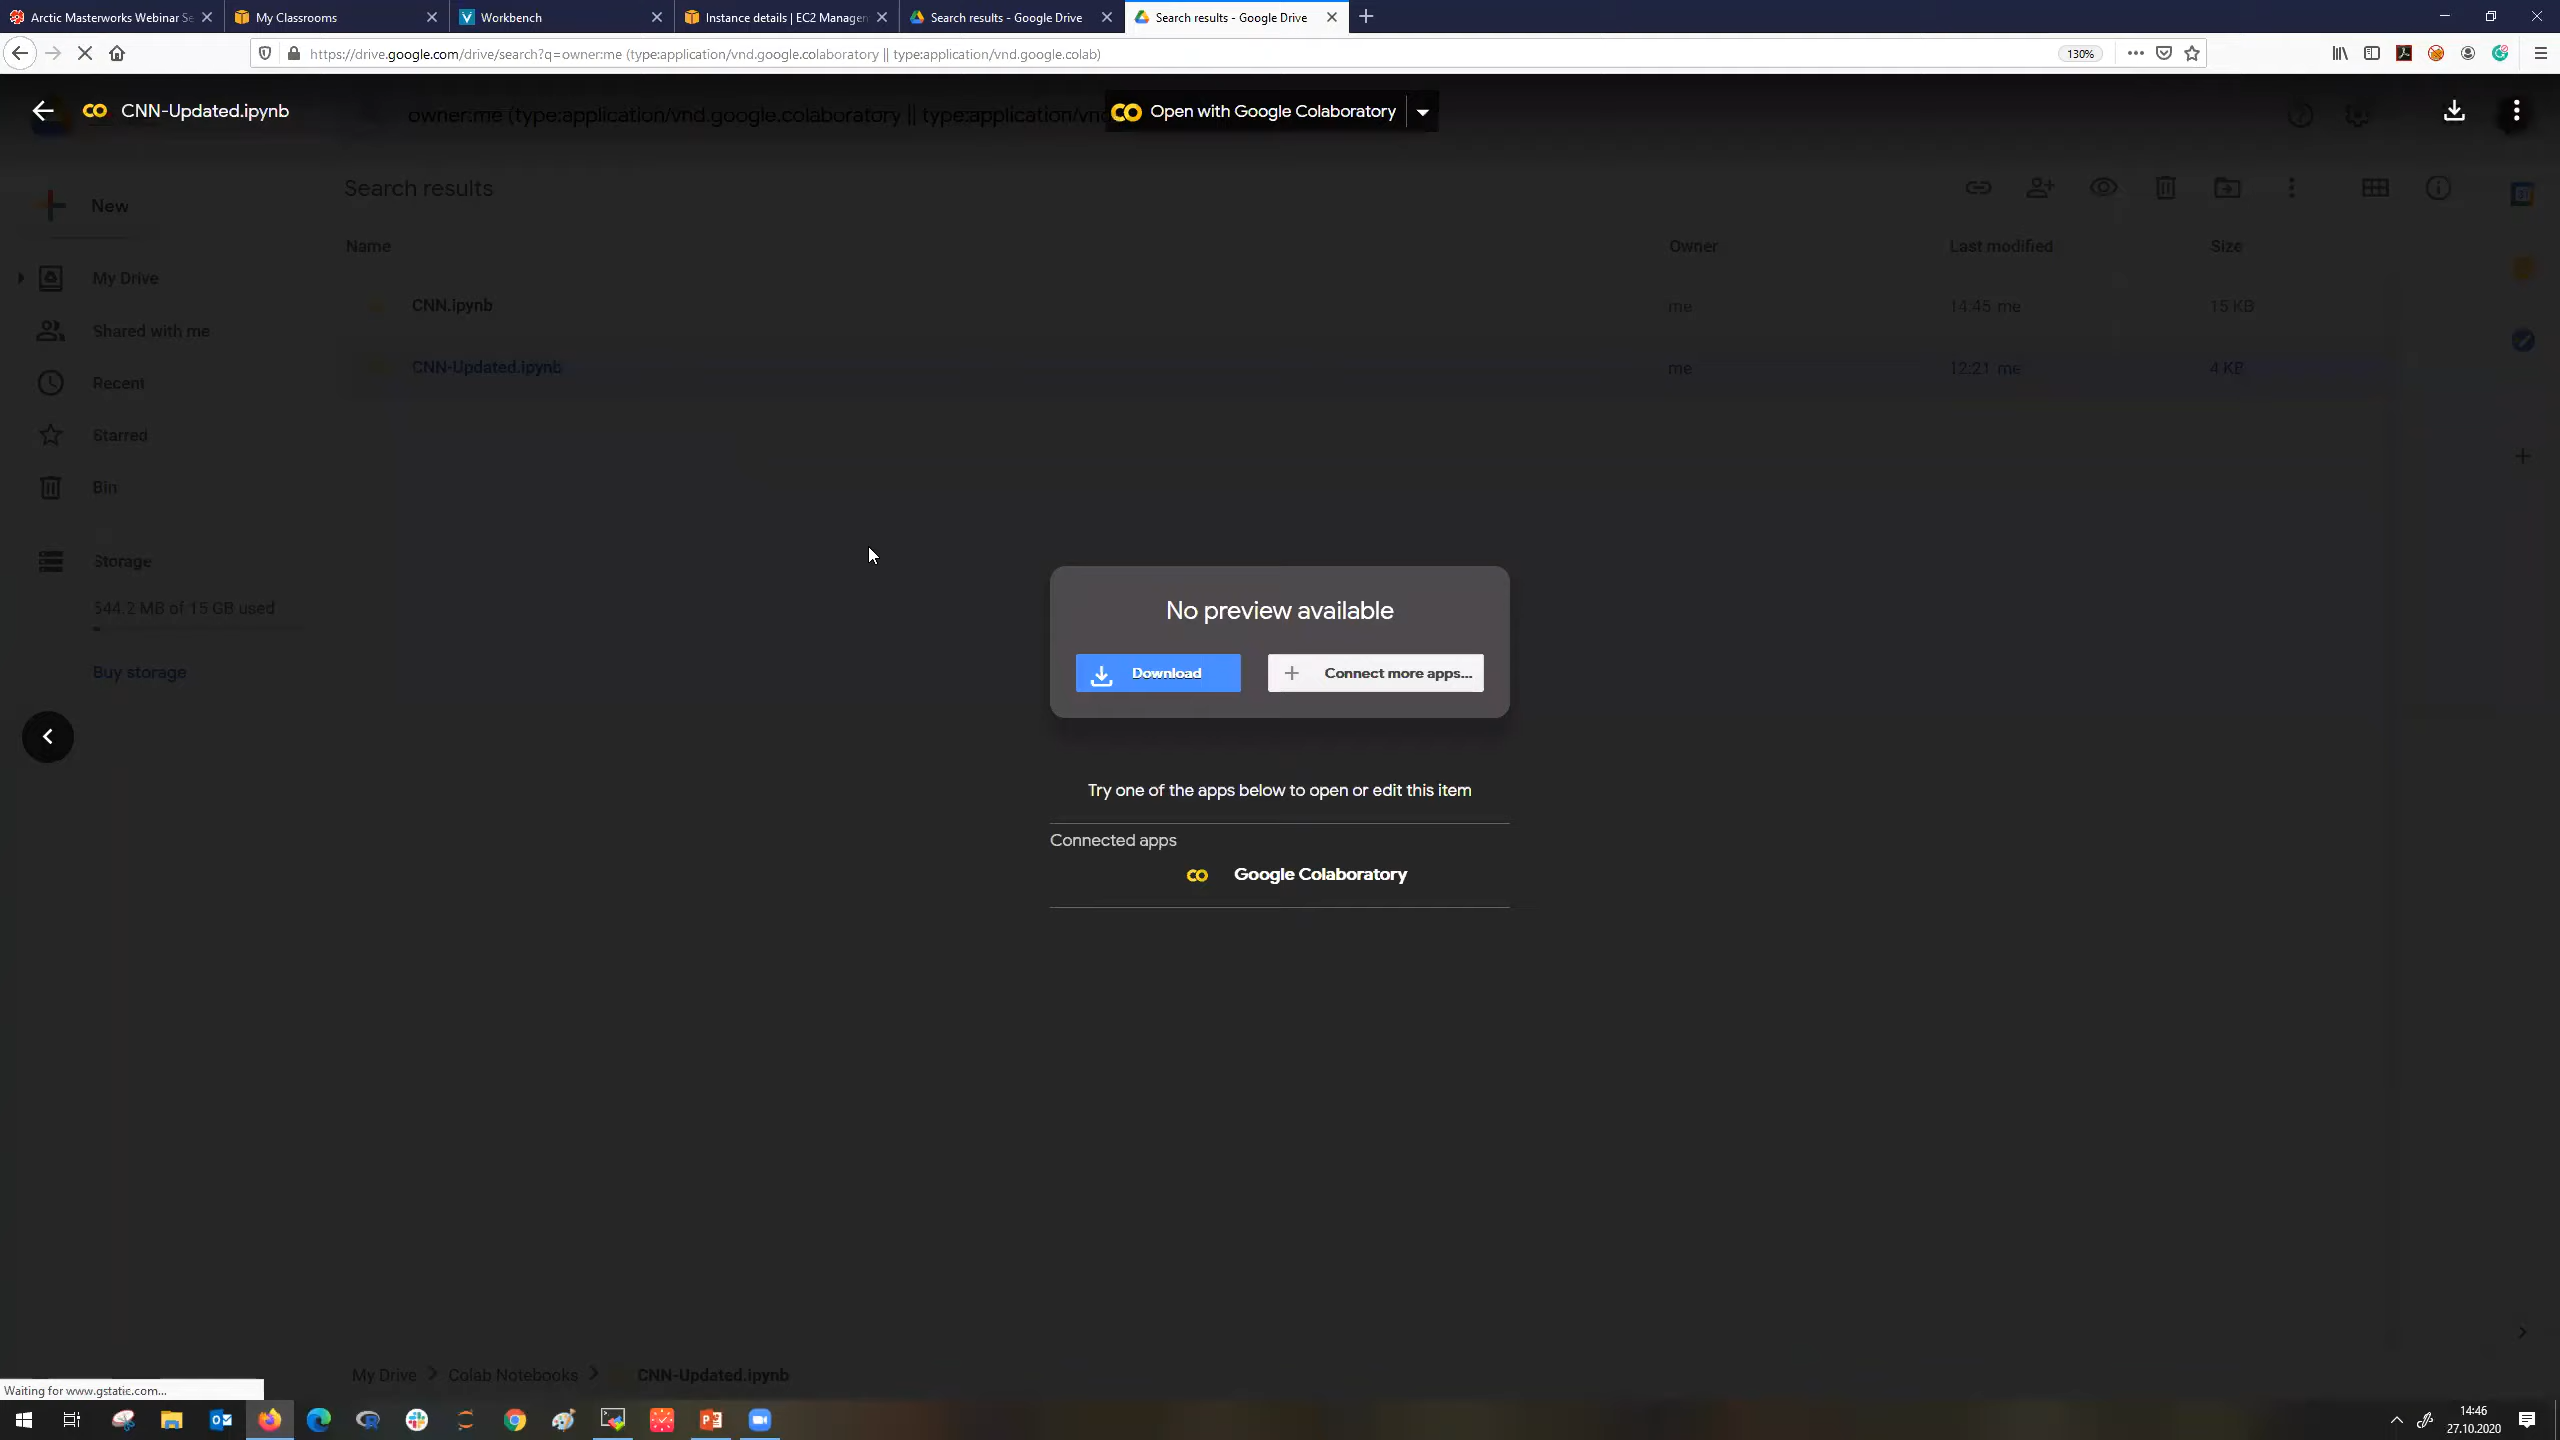 Arctic Masterworks Webinar Se
My Classrooms
Workbench
Instance details | EC2 Managem
Search results - Google Drive
Search results - Google Drive
https://drive.google.com/drive/search?q=owner:me (type:application/vnd.google.colaboratory || type:application/vnd.google.colab)
130%
CNN-Updated.ipynb
owner:me (type:application/vnd.google.colaboratory || type:application/vnd
Open with Google Colaboratory
Search results
New
Name
Owner
Last modified
Size
My Drive
CNN.ipynb
me
14:45 me
15 KB
Shared with me
CNN-Updated.ipynb
me
12:21 me
4 KB
Recent
Starred
Bin
Storage
544.2 MB of 15 GB used
Buy storage
No preview available
Download
Connect more apps...
Try one of the apps below to open or edit this item
Connected apps
Google Colaboratory
My Drive
Colab Notebooks
CNN-Updated.ipynb
Waiting for www.gstatic.com...
14:46
27.10.2020